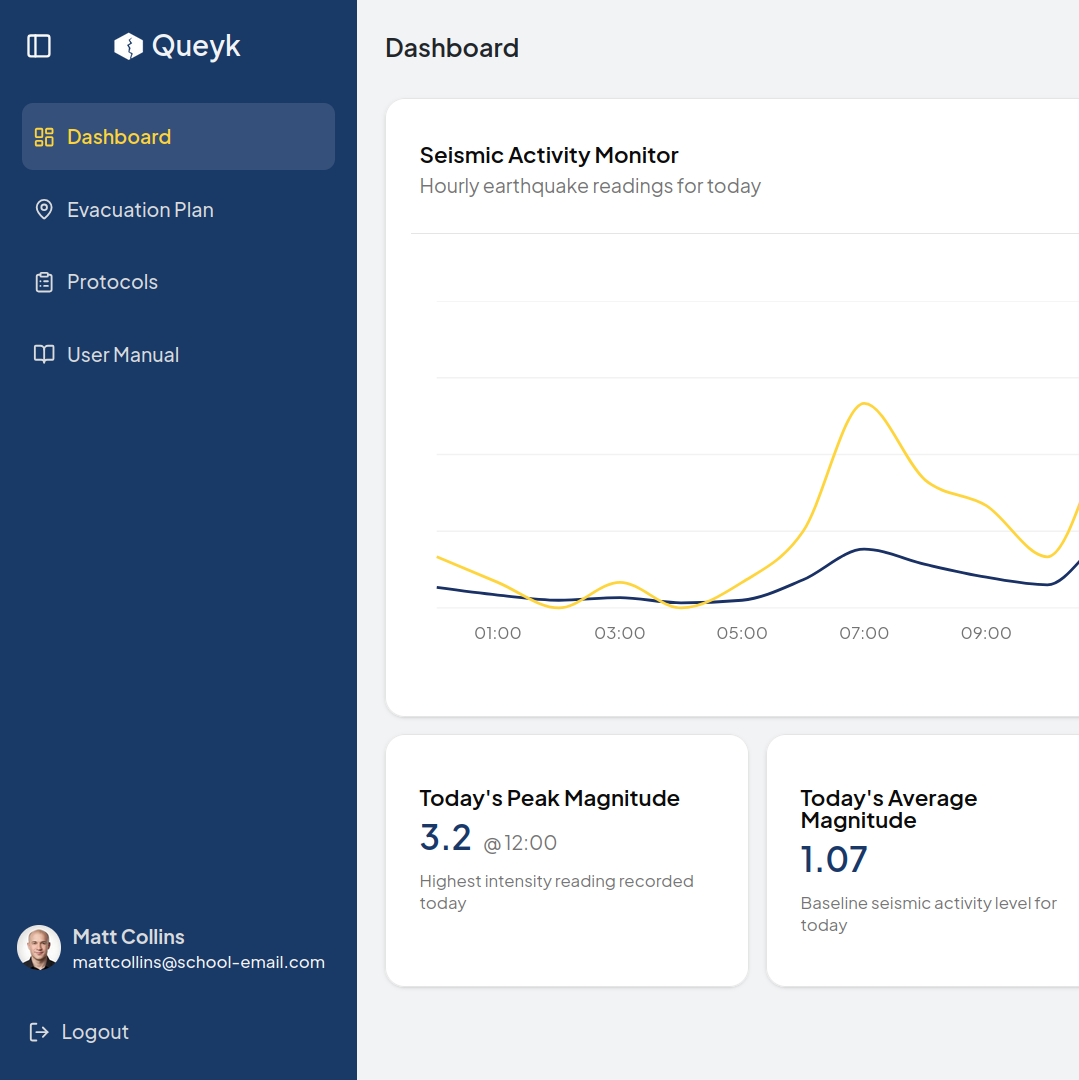 Queyk
Dashboard
Evacuation Plan
Protocols
User Manual
Matt Collins
mattcollins@school-email.com
Logout
Dashboard
Seismic Activity Monitor
Hourly earthquake readings for today
01:00 03:00 05:00 07:00 09:00
Today's Peak Magnitude
3.2 @ 12:00
Highest intensity reading recorded
today
Today's Average
Magnitude
1.07
Baseline seismic activity level for
today